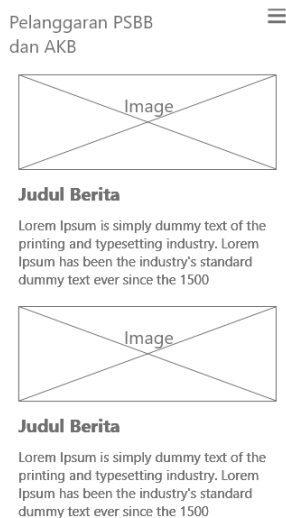 Pelanggaran PSBB
dan AKB
Image
Judul Berita
Lorem Ipsum is simply dummy text of the
printing and typesetting industry. Lorem
Ipsum has been the industry's standard
dummy text ever since the 1500
Image
Judul Berita
Lorem Ipsum is simply dummy text of the
printing and typesetting industry. Lorem
Ipsum has been the industry's standard
dummy text ever since the 1500